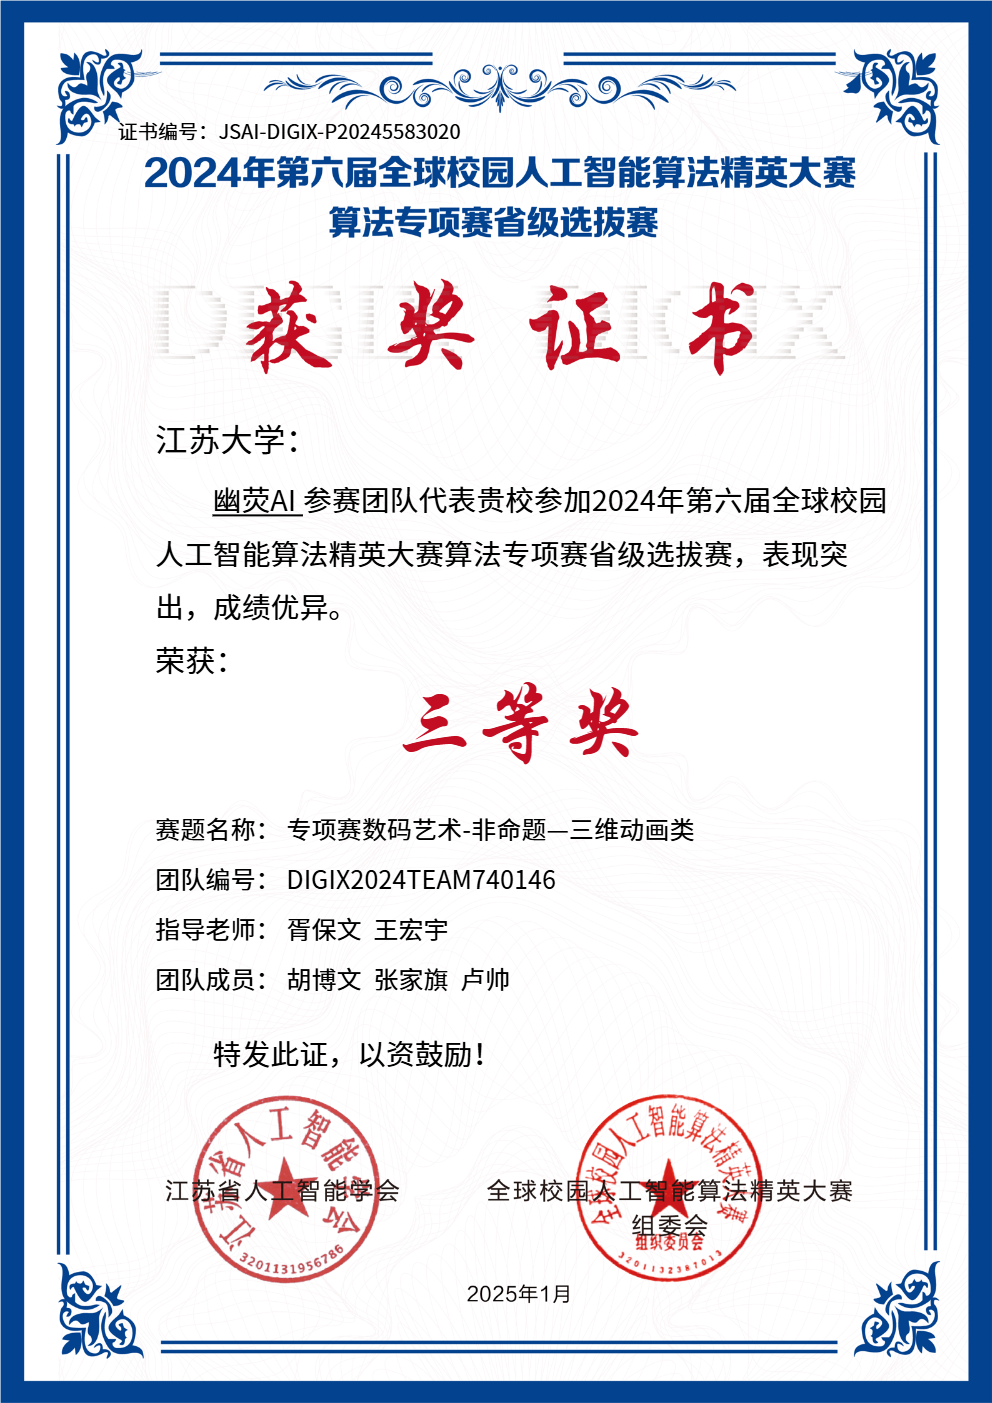 证书编号：JSAI-DIGIX-P20245583020
2024年第六届全球校园人工智能算法精英大赛
算法专项赛省级选拔赛
DIGIX DIGIX
获奖证书
江苏大学：
幽荧AI 参赛团队代表贵校参加2024年第六届全球校园
人工智能算法精英大赛算法专项赛省级选拔赛，表现突
出，成绩优异。
荣获：
三等奖
赛题名称： 专项赛数码艺术-非命题—三维动画类
团队编号： DIGIX2024TEAM740146
指导老师： 胥保文 王宏宇
团队成员： 胡博文 张家旗 卢帅
特发此证，以资鼓励！
江苏省人工智能学会
3201131956786
江苏省人工智能学会
全球校园人工智能算法精英大赛
组织委员会
3201132387013
全球校园人工智能算法精英大赛
组委会
2025年1月